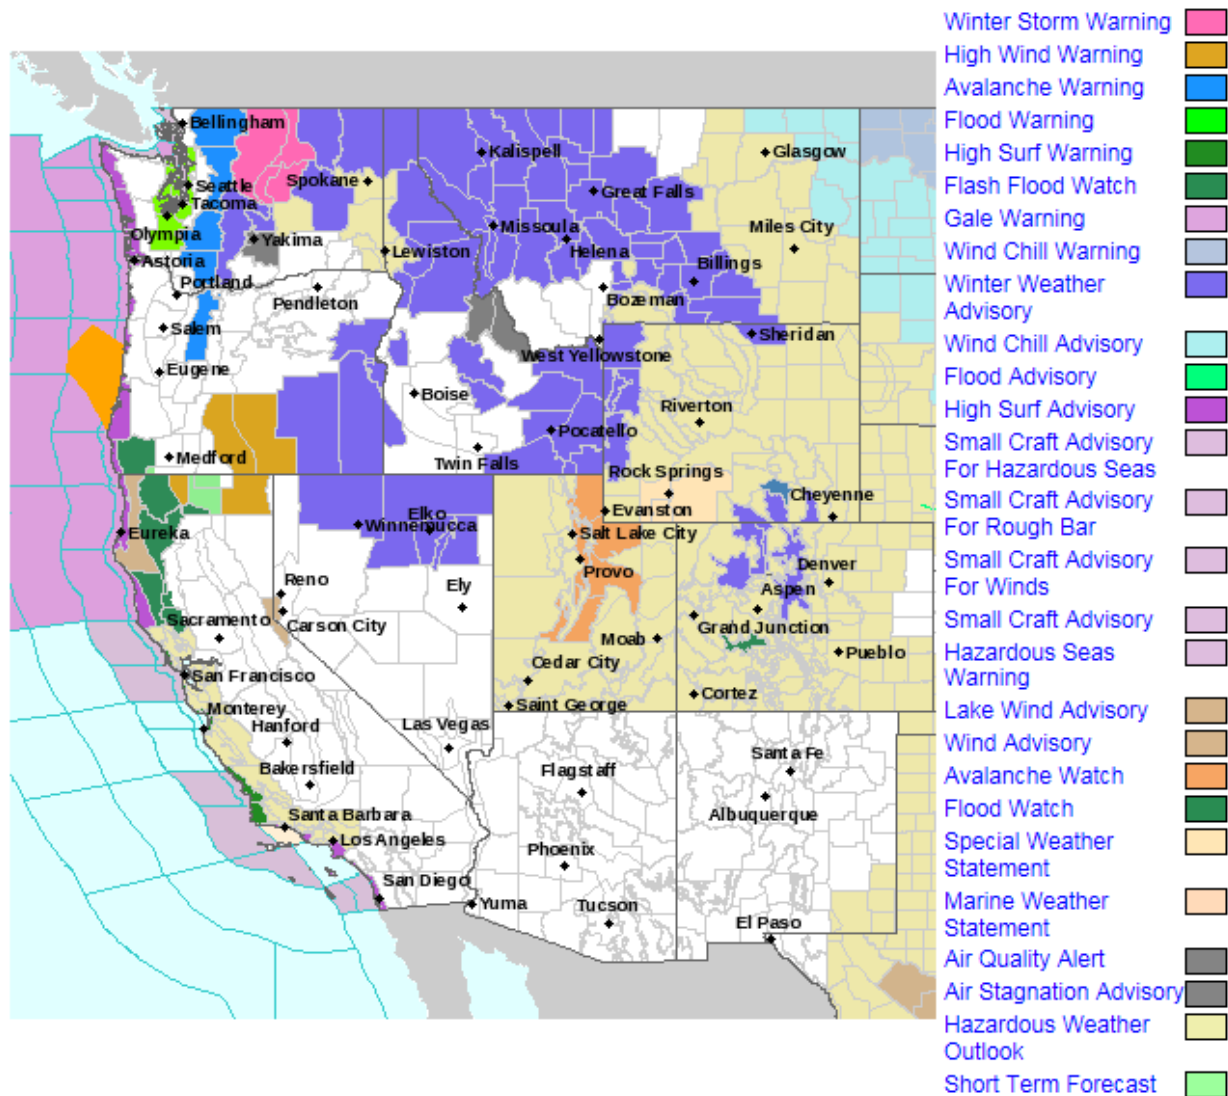 Winter Storm Warning
High Wind Warning
Avalanche Warning
Flood Warning
High Surf Warning
Flash Flood Watch
Gale Warning
Wind Chill Warning
Winter Weather
Advisory
Wind Chill Advisory
Flood Advisory
High Surf Advisory
Small Craft Advisory
For Hazardous Seas
Small Craft Advisory
For Rough Bar
Small Craft Advisory
For Winds
Small Craft Advisory
Hazardous Seas
Warning
Lake Wind Advisory
Wind Advisory
Avalanche Watch
Flood Watch
Special Weather
Statement
Marine Weather
Statement
Air Quality Alert
Air Stagnation Advisory
Hazardous Weather
Outlook
Short Term Forecast
Bellingham
Kalispell
Glasgow
Spokane
Seattle
Great Falls
Tacoma
Missoula
Miles City
Olympia
Yakima
Helena
Lewiston
Astoria
Billings
Portland
Pendleton
Bozeman
Salem
Sheridan
West Yellowstone
Eugene
Boise
Riverton
Pocatello
Medford
Twin Falls
Rock Springs
Cheyenne
Evanston
Elko
Winnemucca
Eureka
Salt Lake City
Provo
Denver
Reno
Ely
Aspen
Sacramento
Carson City
Grand Junction
Moab
Pueblo
Cedar City
San Francisco
Cortez
Saint George
Monterey
Hanford
Las Vegas
Santa Fe
Bakersfield
Flagstaff
Albuquerque
Santa Barbara
Los Angeles
Phoenix
San Diego
Yuma
Tucson
El Paso